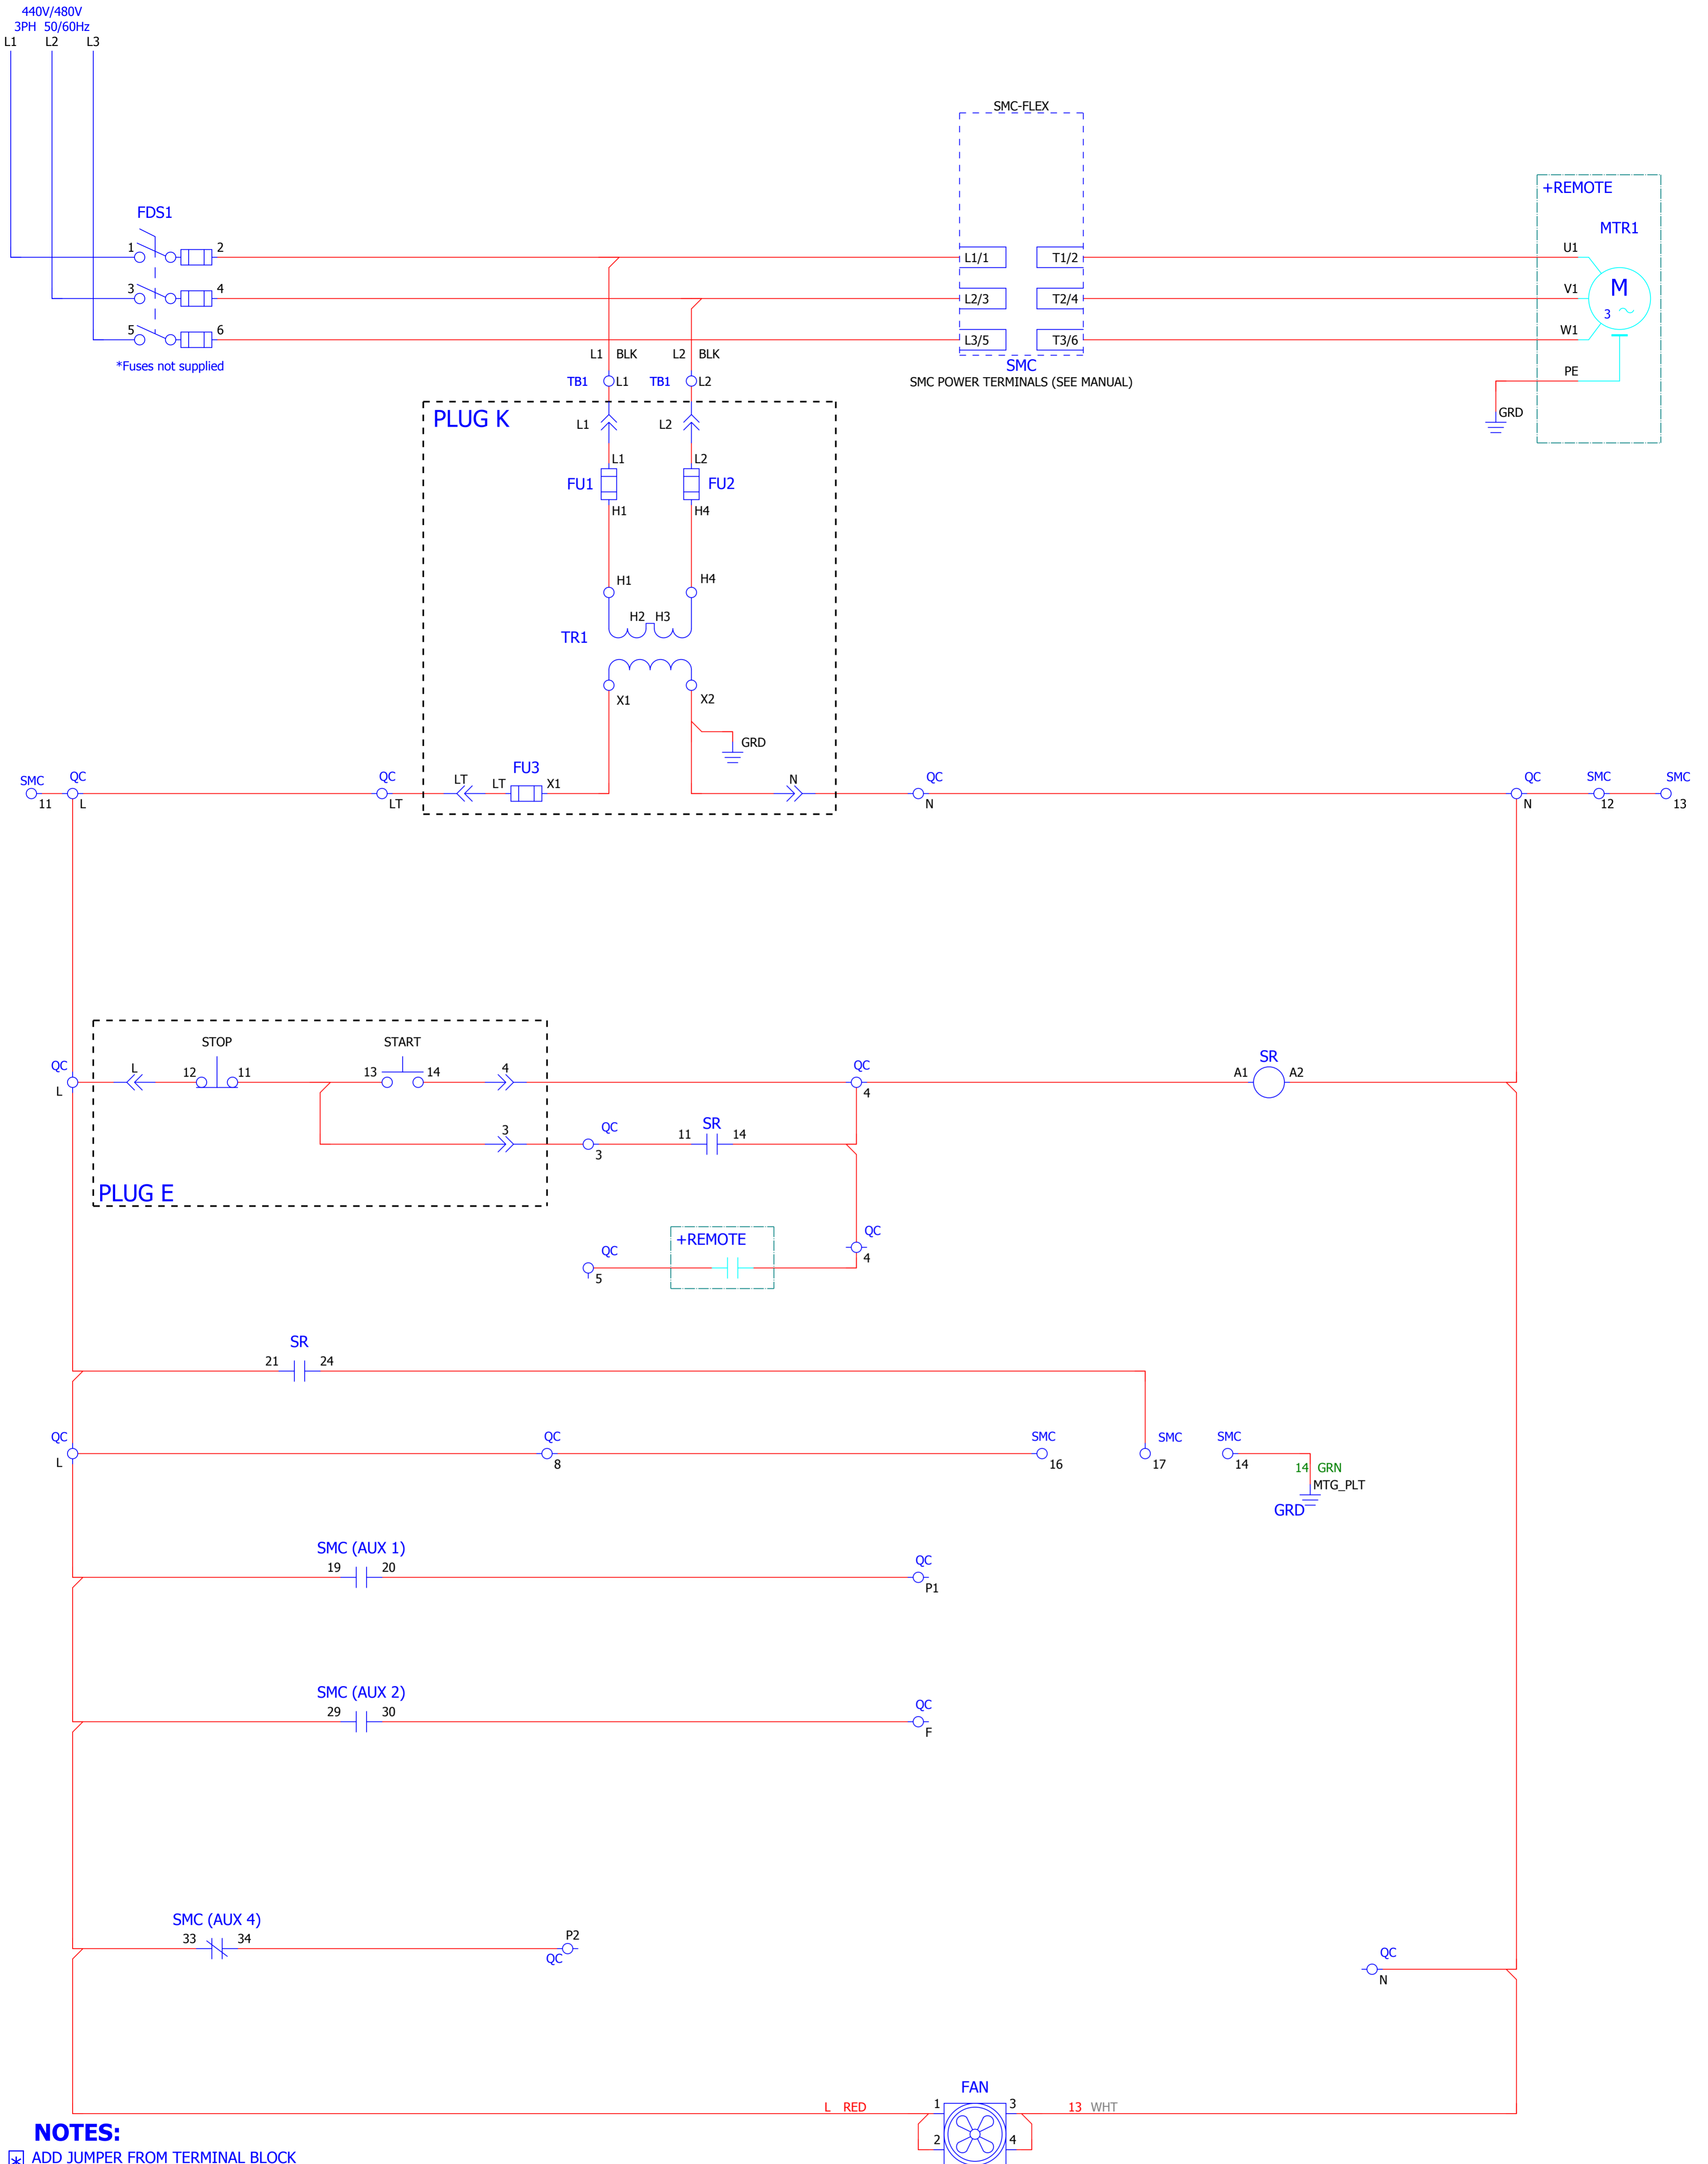 440V/480V
3PH 50/60Hz
L1 L2 L3
SMC-FLEX
+REMOTE
MTR1
FDS1
1 2 L1/1 T1/2 U1
3 4 L2/3 T2/4 V1 M
3
5 6 L3/5 T3/6 W1
*Fuses not supplied
L1 BLK L2 BLK
SMC
SMC POWER TERMINALS (SEE MANUAL)
PE
GRD
TB1 L1 TB1 L2
PLUG K
L1 L2
L1 L2
FU1 FU2
H1 H4
H1 H4
H2 H3
TR1
X1 X2
GRD
SMC QC QC LT LT FU3 X1 N QC QC SMC SMC
11 L LT N N 12 13
STOP START
QC L 12 11 13 14 4 QC A1 SR A2
L 4
3 QC 11 SR 14
3
PLUG E
QC +REMOTE QC
5 4
SR
21 24
QC QC SMC SMC SMC
L 8 16 17 14
14 GRN
MTG_PLT
GRD
SMC (AUX 1)
19 20 QC
P1
SMC (AUX 2)
29 30 QC
F
SMC (AUX 4)
33 34 P2
QC
QC
N
FAN
L RED 1 3 13 WHT
2 4
NOTES:
* ADD JUMPER FROM TERMINAL BLOCK